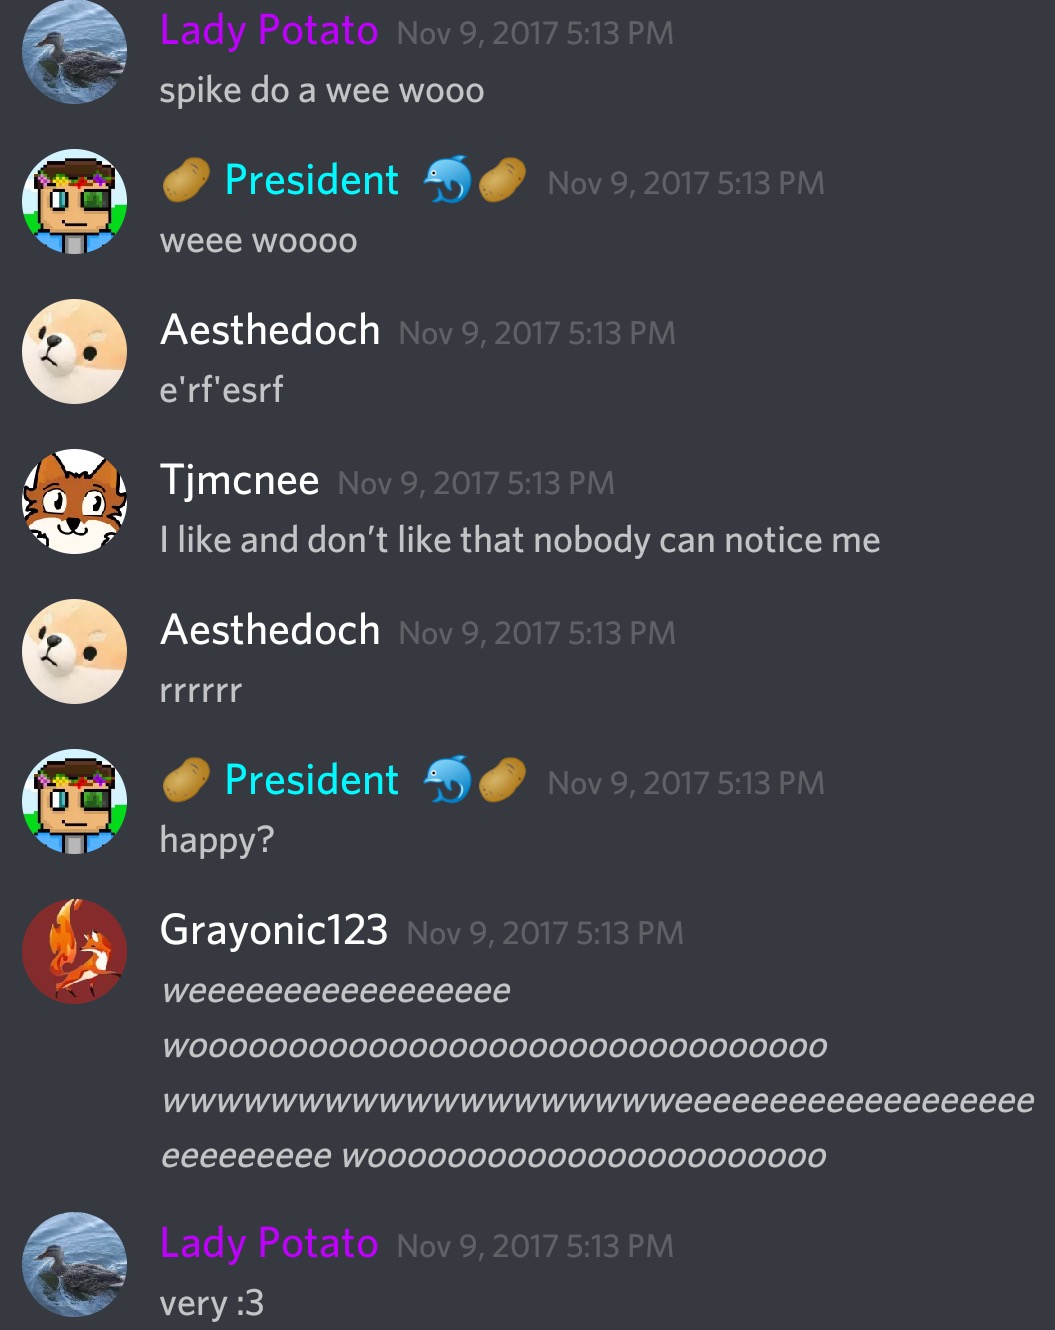 Lady Potato Nov 9, 2017 5:13 PM
spike do a wee wooo
🥔 President 🐬🥔 Nov 9, 2017 5:13 PM
weee woooo
Aesthedoch Nov 9, 2017 5:13 PM
e'rf'esrf
Tjmcnee Nov 9, 2017 5:13 PM
I like and don’t like that nobody can notice me
Aesthedoch Nov 9, 2017 5:13 PM
rrrrrr
🥔 President 🐬🥔 Nov 9, 2017 5:13 PM
happy?
Grayonic123 Nov 9, 2017 5:13 PM
weeeeeeeeeeeeeeee
woooooooooooooooooooooooooooooooo
wwwwwwwwwwwwwwwwwwweeeeeeeeeeeeeeeeee
eeeeeeeee wooooooooooooooooooooooo
Lady Potato Nov 9, 2017 5:13 PM
very :3